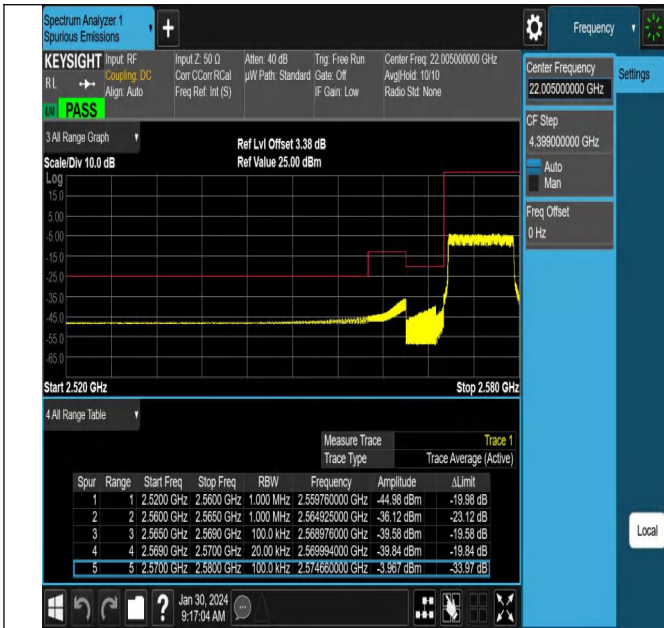 Spectrum Analyzer 1
Spurious Emissions
Frequency
KEYSIGHT
RL
PASS
Input: RF
Coupling: DC
Align: Auto
Input Z: 50 Ω
Corr CCorr RCal
Freq Ref: Int (S)
Atten: 40 dB
µW Path: Standard
Trig: Free Run
Gate: Off
IF Gain: Low
Center Freq: 22.005000000 GHz
Avg|Hold: 10/10
Radio Std: None
Center Frequency
22.005000000 GHz
Settings
CF Step
4.399000000 GHz
Auto
Man
Freq Offset
0 Hz
Local
3 All Range Graph
Scale/Div 10.0 dB
Ref Lvl Offset 3.38 dB
Ref Value 25.00 dBm
Log
15.0
5.00
-5.00
-15.0
-25.0
-35.0
-45.0
-55.0
-65.0
Start 2.520 GHz
Stop 2.580 GHz
4 All Range Table
Measure Trace Trace 1
Trace Type Trace Average (Active)
Spur Range Start Freq Stop Freq RBW Frequency Amplitude ΔLimit
1 1 2.5200 GHz 2.5600 GHz 1.000 MHz 2.559760000 GHz -44.98 dBm -19.98 dB
2 2 2.5600 GHz 2.5650 GHz 1.000 MHz 2.564925000 GHz -36.12 dBm -23.12 dB
3 3 2.5650 GHz 2.5690 GHz 100.0 kHz 2.568976000 GHz -39.58 dBm -19.58 dB
4 4 2.5690 GHz 2.5700 GHz 20.00 kHz 2.569994000 GHz -39.84 dBm -19.84 dB
5 5 2.5700 GHz 2.5800 GHz 100.0 kHz 2.574660000 GHz -3.967 dBm -33.97 dB
Jan 30, 2024
9:17:04 AM